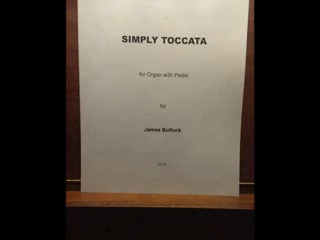 SIMPLY TOCCATA
for Organ with Pedal
by
James Bullock